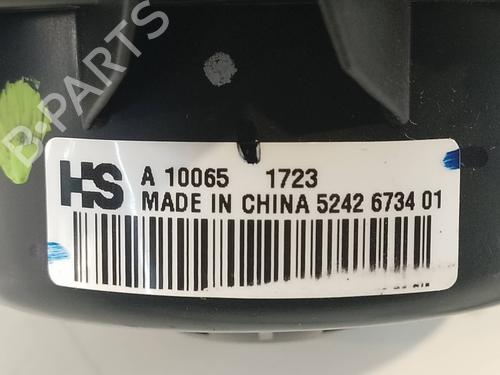 B-PARTS
HS
A 10065 1723
MADE IN CHINA 5242 6734 01